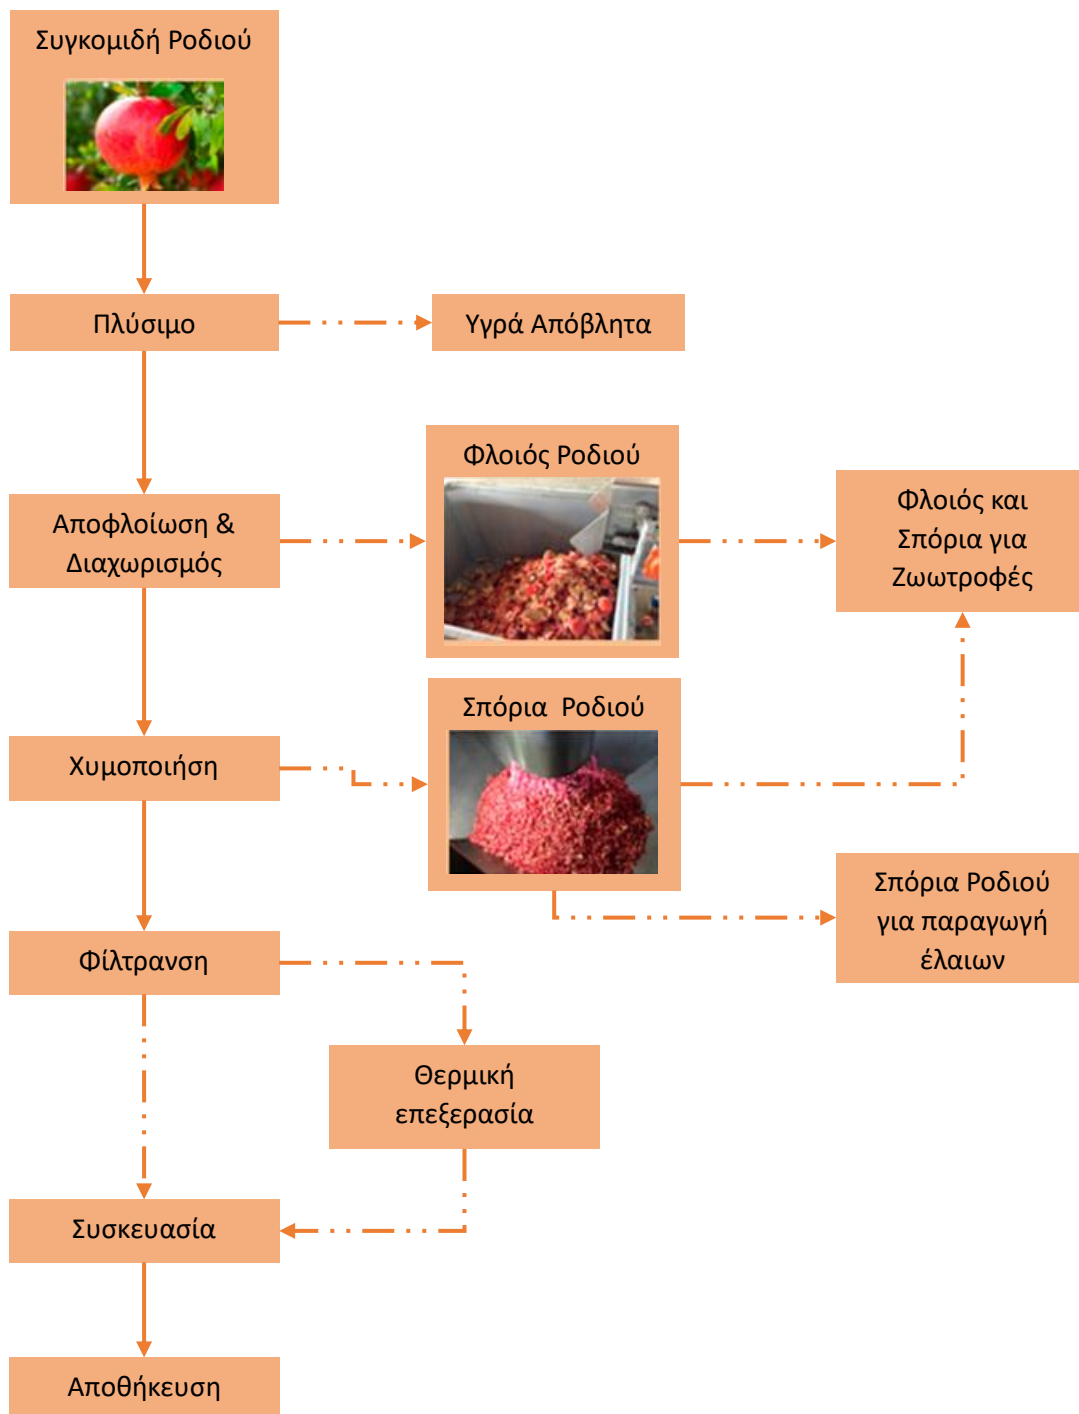 Συγκομιδή Ροδιού
Πλύσιμο
Υγρά Απόβλητα
Φλοιός Ροδιού
Αποφλοίωση &
Διαχωρισμός
Φλοιός και
Σπόρια για
Ζωωτροφές
Σπόρια Ροδιού
Χυμοποιήση
Σπόρια Ροδιού
για παραγωγή
έλαιων
Φίλτρανση
Θερμική
επεξερασία
Συσκευασία
Αποθήκευση